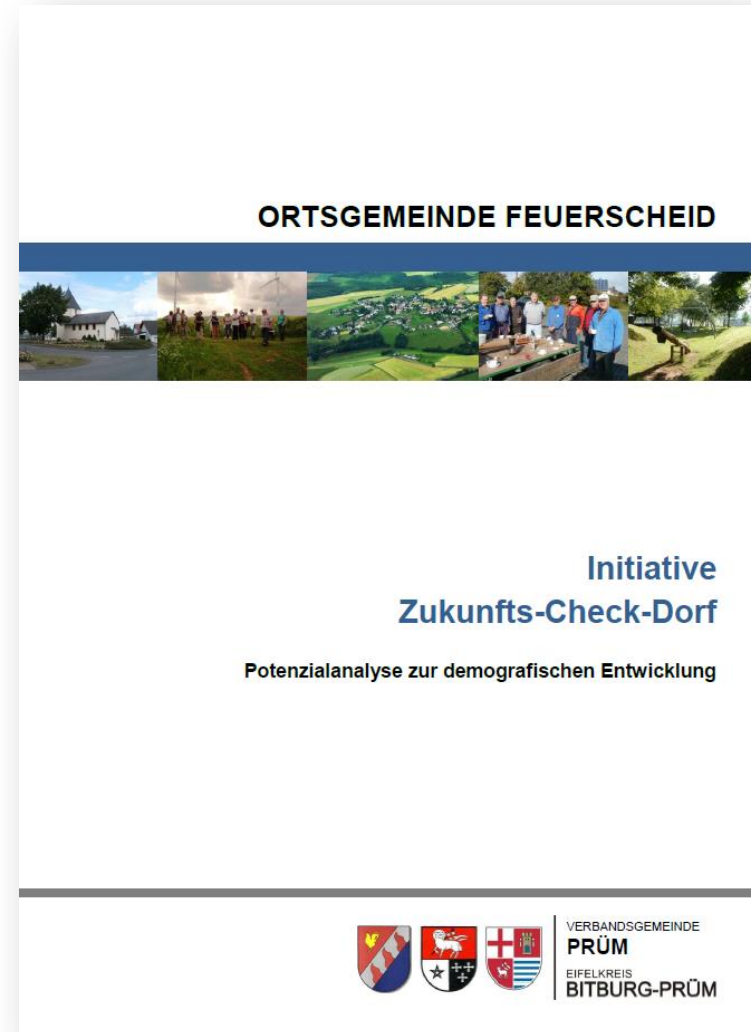 ORTSGEMEINDE FEUERSCHEID
Initiative
Zukunfts-Check-Dorf
Potenzialanalyse zur demografischen Entwicklung
VERBANDSGEMEINDE
PRÜM
EIFELKREIS
BITBURG-PRÜM